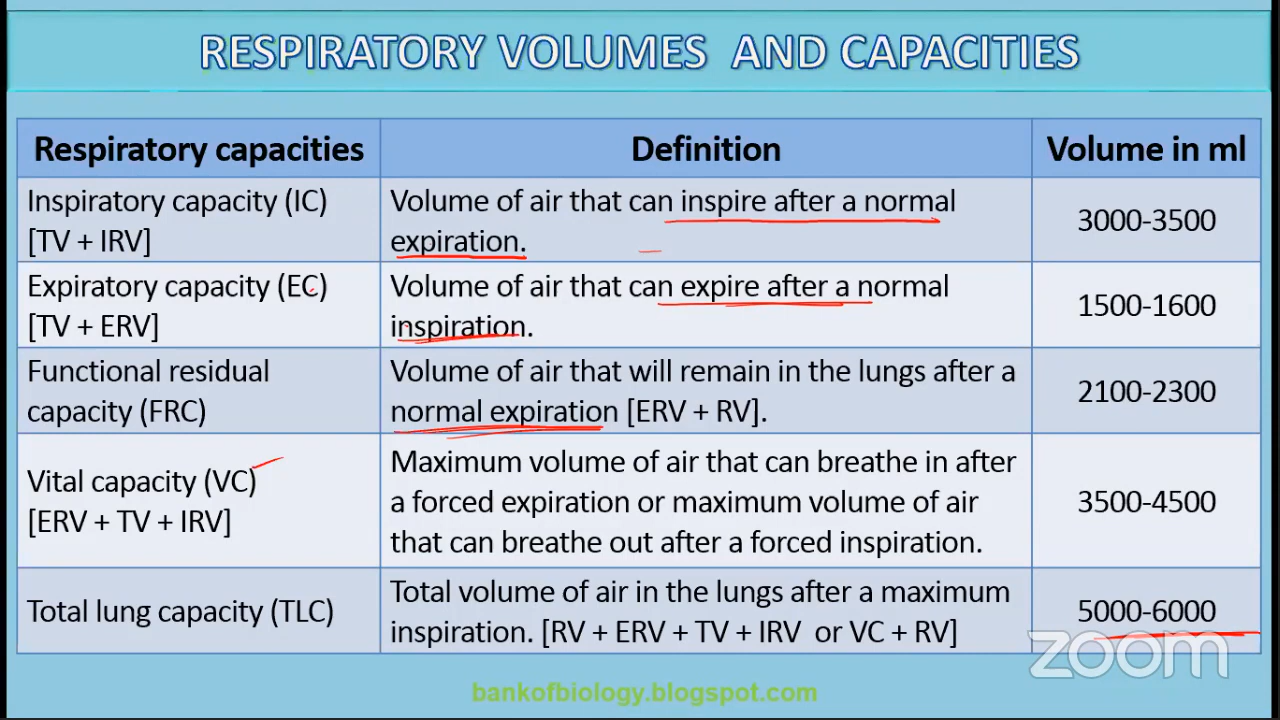 RESPIRATORY VOLUMES AND CAPACITIES
Respiratory capacities
Definition
Volume in ml
Inspiratory capacity (IC)
[TV + IRV]
Volume of air that can inspire after a normal
expiration.
3000-3500
Expiratory capacity (EC)
[TV + ERV]
Volume of air that can expire after a normal
inspiration.
1500-1600
Functional residual
capacity (FRC)
Volume of air that will remain in the lungs after a
normal expiration [ERV + RV].
2100-2300
Vital capacity (VC)
[ERV + TV + IRV]
Maximum volume of air that can breathe in after
a forced expiration or maximum volume of air
that can breathe out after a forced inspiration.
3500-4500
Total lung capacity (TLC)
Total volume of air in the lungs after a maximum
inspiration. [RV + ERV + TV + IRV or VC + RV]
5000-6000
zoom
bankofbiology.blogspot.com